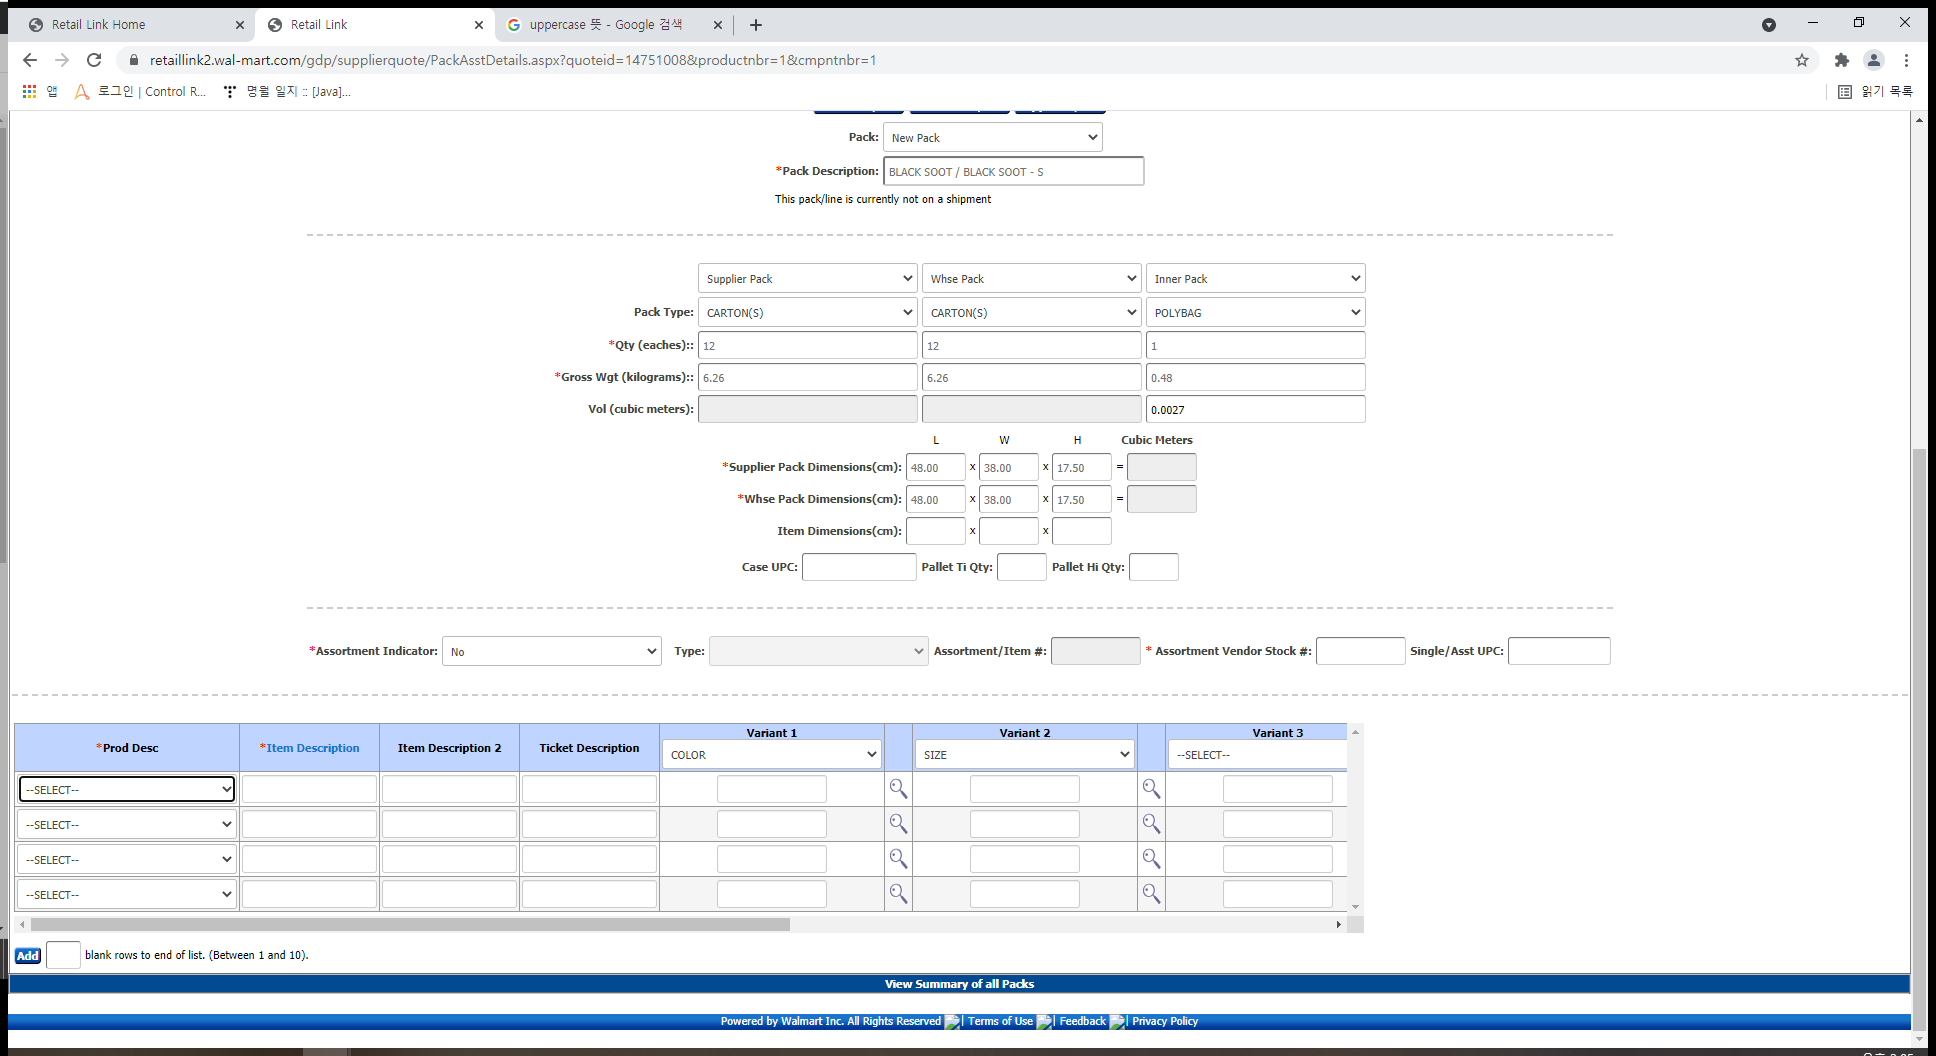 Retail Link Home
Retail Link
uppercase 뜻 - Google 검색
retaillink2.wal-mart.com/gdp/supplierquote/PackAsstDetails.aspx?quoteid=14751008&productnbr=1&cmpntnbr=1
앱 로그인 | Control R... 명월 일지 :: [Java]... 읽기 목록
Pack: New Pack
*Pack Description: BLACK SOOT / BLACK SOOT - S
This pack/line is currently not on a shipment
Supplier Pack Whse Pack Inner Pack
Pack Type: CARTON(S) CARTON(S) POLYBAG
*Qty (eaches):: 12 12 1
*Gross Wgt (kilograms):: 6.26 6.26 0.48
Vol (cubic meters): 0.0027
L W H Cubic Meters
*Supplier Pack Dimensions(cm): 48.00 x 38.00 x 17.50 =
*Whse Pack Dimensions(cm): 48.00 x 38.00 x 17.50 =
Item Dimensions(cm): x x
Case UPC: Pallet Ti Qty: Pallet Hi Qty:
*Assortment Indicator: No Type: Assortment/Item #: * Assortment Vendor Stock #: Single/Asst UPC:
*Prod Desc *Item Description Item Description 2 Ticket Description Variant 1 Variant 2 Variant 3
COLOR SIZE --SELECT--
--SELECT--
--SELECT--
--SELECT--
--SELECT--
Add blank rows to end of list. (Between 1 and 10).
View Summary of all Packs
Powered by Walmart Inc. All Rights Reserved | Terms of Use | Feedback | Privacy Policy